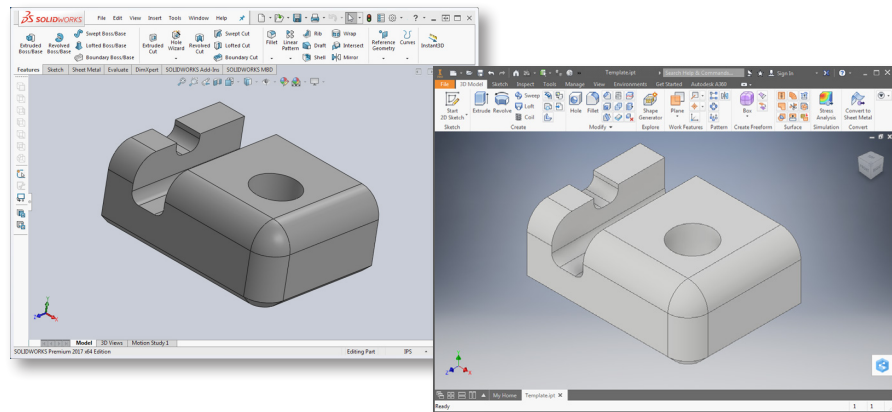 SOLIDWORKS File Edit View Insert Tools Window Help
Extruded Boss/Base Revolved Boss/Base Swept Boss/Base Lofted Boss/Base Boundary Boss/Base Extruded Cut Hole Wizard Revolved Cut Swept Cut Lofted Cut Boundary Cut Fillet Linear Pattern Rib Draft Shell Wrap Intersect Mirror Reference Geometry Curves Instant3D
Features Sketch Sheet Metal Evaluate DimXpert SOLIDWORKS Add-Ins SOLIDWORKS MBD
Model 3D Views Motion Study 1
SOLIDWORKS Premium 2017 x64 Edition Editing Part IPS
Template.ipt Search Help & Commands... Sign In
File 3D Model Sketch Inspect Tools Manage View Environments Get Started Autodesk A360
Start 2D Sketch Extrude Revolve Sweep Loft Coil Hole Fillet Shape Generator Plane Box Stress Analysis Convert to Sheet Metal
Sketch Create Modify Explore Work Features Pattern Create Freeform Surface Simulation Convert
My Home Template.ipt
Ready 1 1